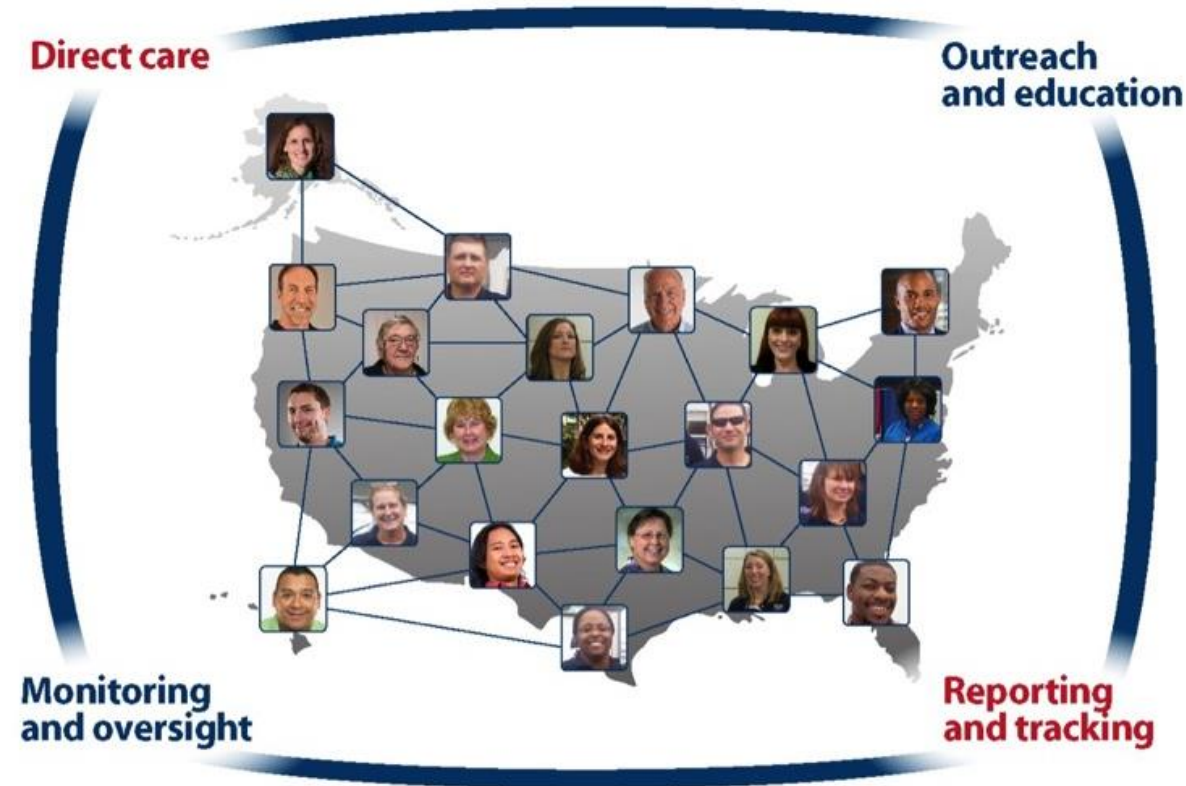 Direct care
Outreach
and education
Monitoring
and oversight
Reporting
and tracking